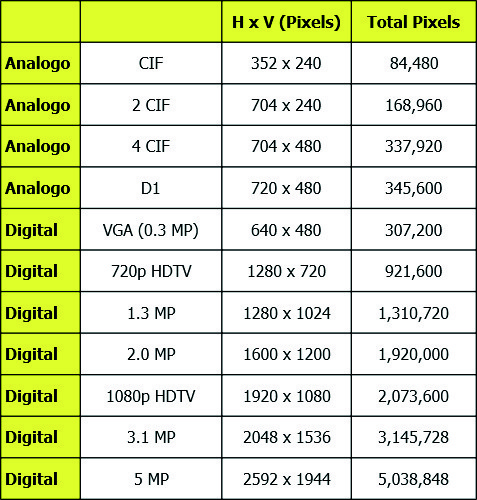 H x V (Pixels) Total Pixels
Analogo CIF 352 x 240 84,480
Analogo 2 CIF 704 x 240 168,960
Analogo 4 CIF 704 x 480 337,920
Analogo D1 720 x 480 345,600
Digital VGA (0.3 MP) 640 x 480 307,200
Digital 720p HDTV 1280 x 720 921,600
Digital 1.3 MP 1280 x 1024 1,310,720
Digital 2.0 MP 1600 x 1200 1,920,000
Digital 1080p HDTV 1920 x 1080 2,073,600
Digital 3.1 MP 2048 x 1536 3,145,728
Digital 5 MP 2592 x 1944 5,038,848